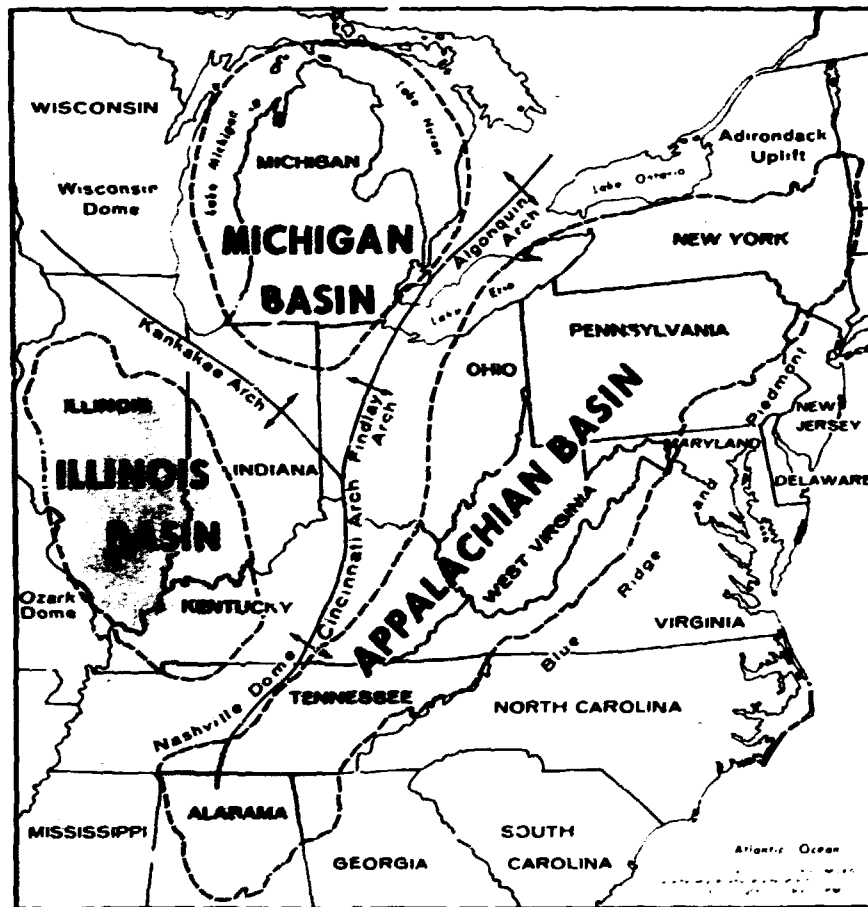 WISCONSIN
Wisconsin
Dome
Lake Michigan
Lake Huron
MICHIGAN
MICHIGAN
BASIN
Algonquin
Arch
Lake Ontario
Adirondack
Uplift
NEW YORK
Lake Erie
Kankakee Arch
PENNSYLVANIA
OHIO
Findlay
Arch
ILLINOIS
ILLINOIS
BASIN
INDIANA
Piedmont
NEW
JERSEY
MARYLAND
DELAWARE
APPALACHIAN BASIN
WEST VIRGINIA
and
Ozark
Dome
KENTUCKY
Cincinnati Arch
Blue Ridge
VIRGINIA
Nashville Dome
TENNESSEE
NORTH CAROLINA
MISSISSIPPI
ALABAMA
GEORGIA
SOUTH
CAROLINA
Atlantic Ocean